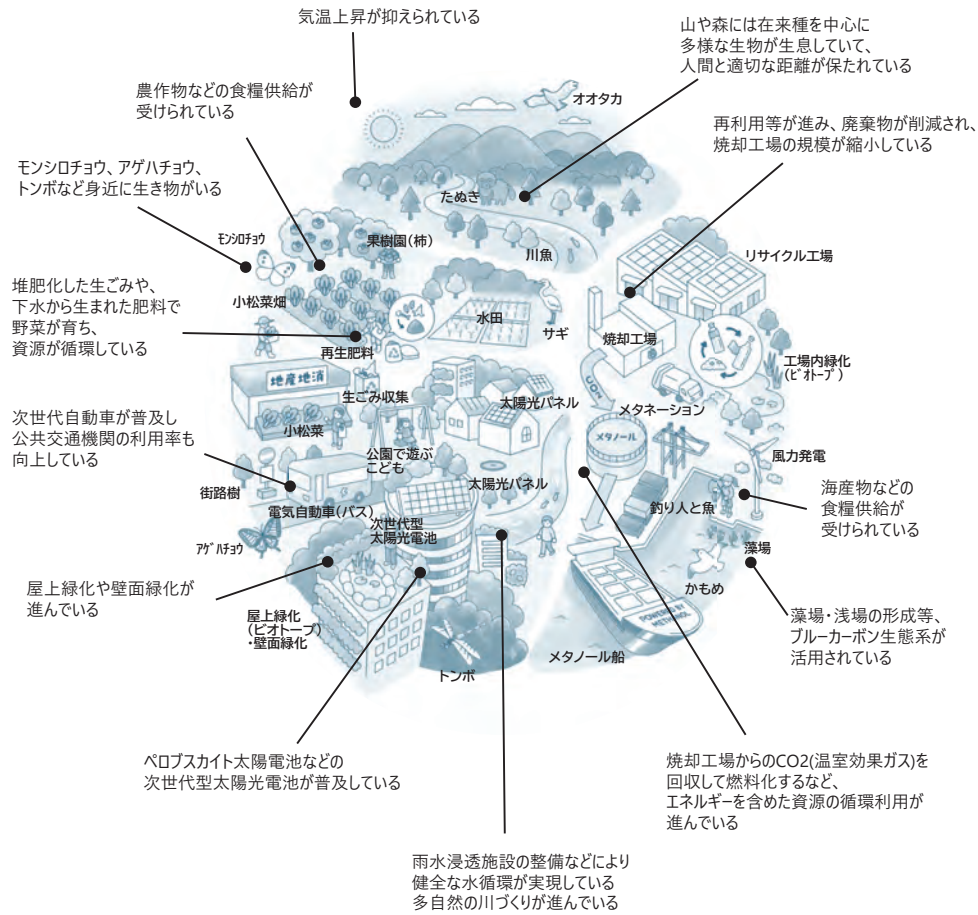 気温上昇が抑えられている
山や森には在来種を中心に
多様な生物が生息していて、
人間と適切な距離が保たれている
農作物などの食糧供給が
受けられている
オオタカ
再利用等が進み、廃棄物が削減され、
焼却工場の規模が縮小している
モンシロチョウ、アゲハチョウ、
トンボなど身近に生き物がいる
たぬき
モンシロチョウ
果樹園(柿)
川魚
リサイクル工場
堆肥化した生ごみや、
下水から生まれた肥料で
野菜が育ち、
資源が循環している
小松菜畑
水田
サギ
焼却工場
再生肥料
工場内緑化
(ビオトープ)
地産地消
生ごみ収集
太陽光パネル
CO2
メタネーション
次世代自動車が普及し
公共交通機関の利用率も
向上している
小松菜
公園で遊ぶ
こども
メタノール
風力発電
街路樹
太陽光パネル
釣り人と魚
海産物などの
食糧供給が
受けられている
電気自動車(バス)
次世代型
太陽光電池
アゲハチョウ
藻場
かもめ
屋上緑化や壁面緑化が
進んでいる
屋上緑化
(ビオトープ)
・壁面緑化
POWERED BY
METH
藻場・浅場の形成等、
ブルーカーボン生態系が
活用されている
トンボ
メタノール船
ペロブスカイト太陽電池などの
次世代型太陽光電池が普及している
焼却工場からのCO2(温室効果ガス)を
回収して燃料化するなど、
エネルギーを含めた資源の循環利用が
進んでいる
雨水浸透施設の整備などにより
健全な水循環が実現している
多自然の川づくりが進んでいる